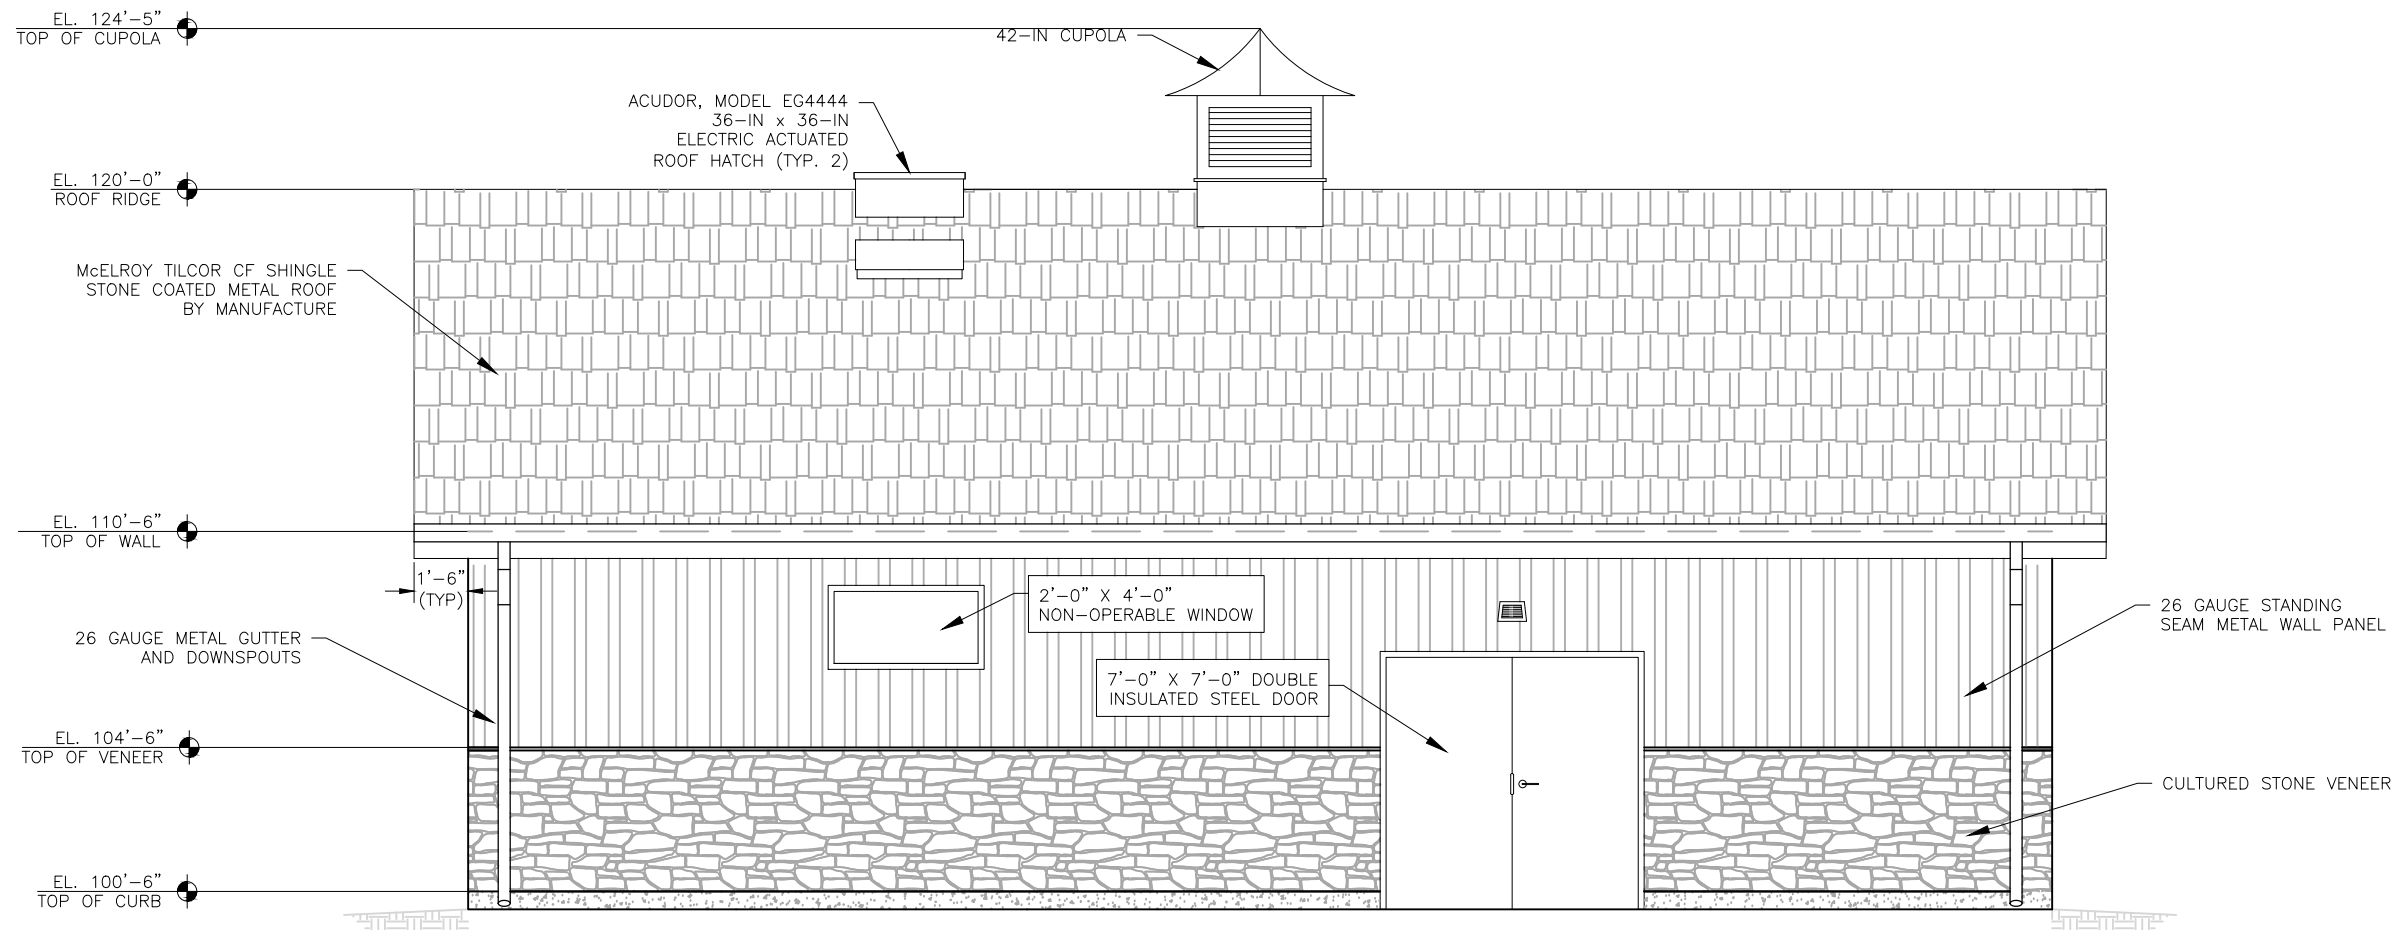 EL. 124'-5"
TOP OF CUPOLA
42-IN CUPOLA
ACUDOR, MODEL EG4444
36-IN x 36-IN
ELECTRIC ACTUATED
ROOF HATCH (TYP. 2)
EL. 120'-0"
ROOF RIDGE
McELROY TILCOR CF SHINGLE
STONE COATED METAL ROOF
BY MANUFACTURE
EL. 110'-6"
TOP OF WALL
1'-6"
(TYP)
2'-0" X 4'-0"
NON-OPERABLE WINDOW
26 GAUGE STANDING
SEAM METAL WALL PANEL
26 GAUGE METAL GUTTER
AND DOWNSPOUTS
7'-0" X 7'-0" DOUBLE
INSULATED STEEL DOOR
EL. 104'-6"
TOP OF VENEER
CULTURED STONE VENEER
EL. 100'-6"
TOP OF CURB